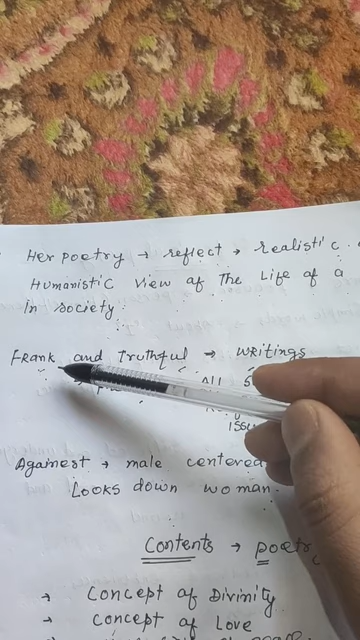 Her poetry → reflect → realistic
Humanistic view of The Life of a
in society
Frank and Truthful → writings
All
Against → male centered
Looks down woman.
Contents → poetry
→ Concept of Divinity
→ concept of Love